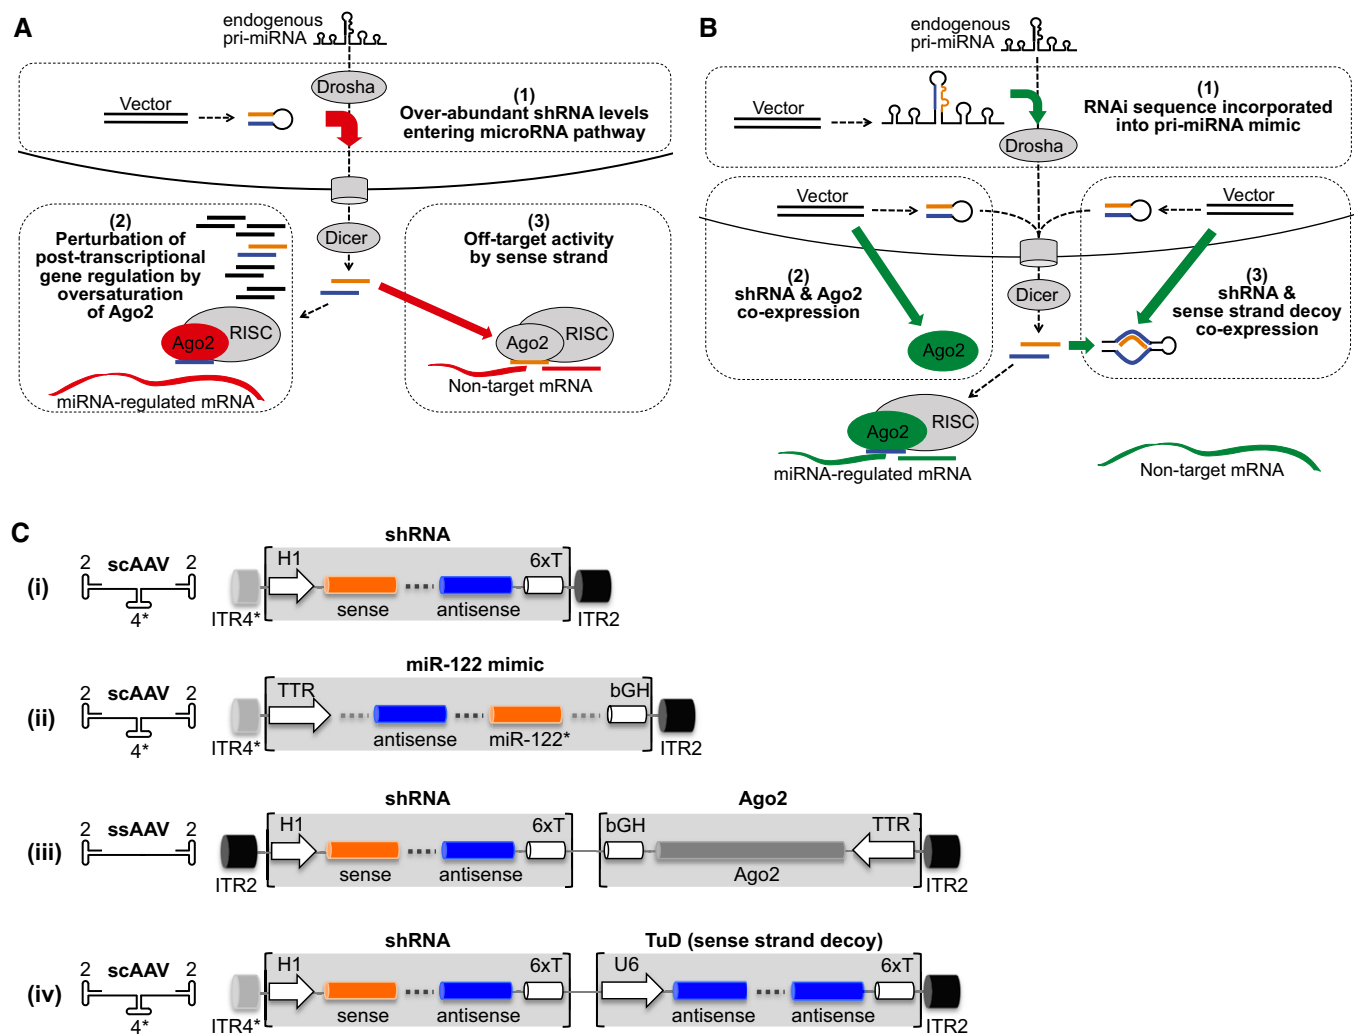 A
endogenous
pri-miRNA
Drosha
Vector
(1)
Over-abundant shRNA levels
entering microRNA pathway
(2)
Perturbation of
post-transcriptional
gene regulation by
oversaturation
of Ago2
Dicer
(3)
Off-target activity
by sense strand
Ago2
RISC
miRNA-regulated mRNA
Ago2
RISC
Non-target mRNA
B
endogenous
pri-miRNA
Vector
(1)
RNAi sequence incorporated
into pri-miRNA mimic
Drosha
Vector
Vector
(2)
shRNA & Ago2
co-expression
Dicer
(3)
shRNA &
sense strand decoy
co-expression
Ago2
Ago2
RISC
miRNA-regulated mRNA
Non-target mRNA
C
shRNA
(i)
2 scAAV 2
4*
ITR4*
H1
6xT
sense
antisense
ITR2
miR-122 mimic
(ii)
2 scAAV 2
4*
ITR4*
TTR
bGH
antisense
miR-122*
ITR2
shRNA
Ago2
(iii)
2 ssAAV 2
ITR2
H1
6xT
bGH
TTR
sense
antisense
Ago2
ITR2
shRNA
TuD (sense strand decoy)
(iv)
2 scAAV 2
4*
ITR4*
H1
6xT
U6
6xT
sense
antisense
antisense
antisense
ITR2